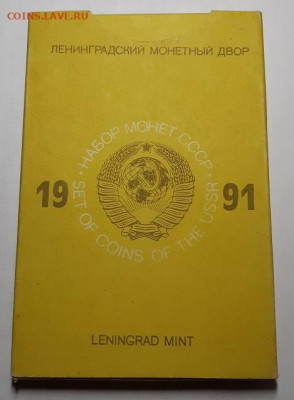 COINS.LAVE.RU
ЛЕНИНГРАДСКИЙ МОНЕТНЫЙ ДВОР
• НАБОР МОНЕТ СССР •
19 91
SET OF COINS OF THE USSR
LENINGRAD MINT